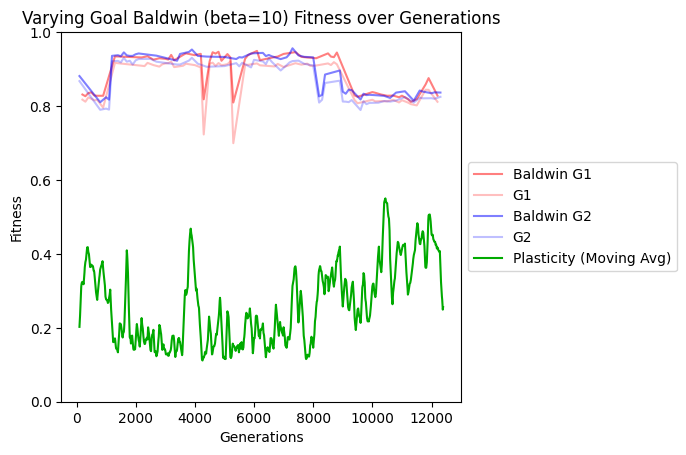 Varying Goal Baldwin (beta=10) Fitness over Generations
1.0
0.8
0.6
0.4
0.2
0.0
Fitness
0
2000
4000
6000
8000
10000
12000
Generations
Baldwin G1
G1
Baldwin G2
G2
Plasticity (Moving Avg)